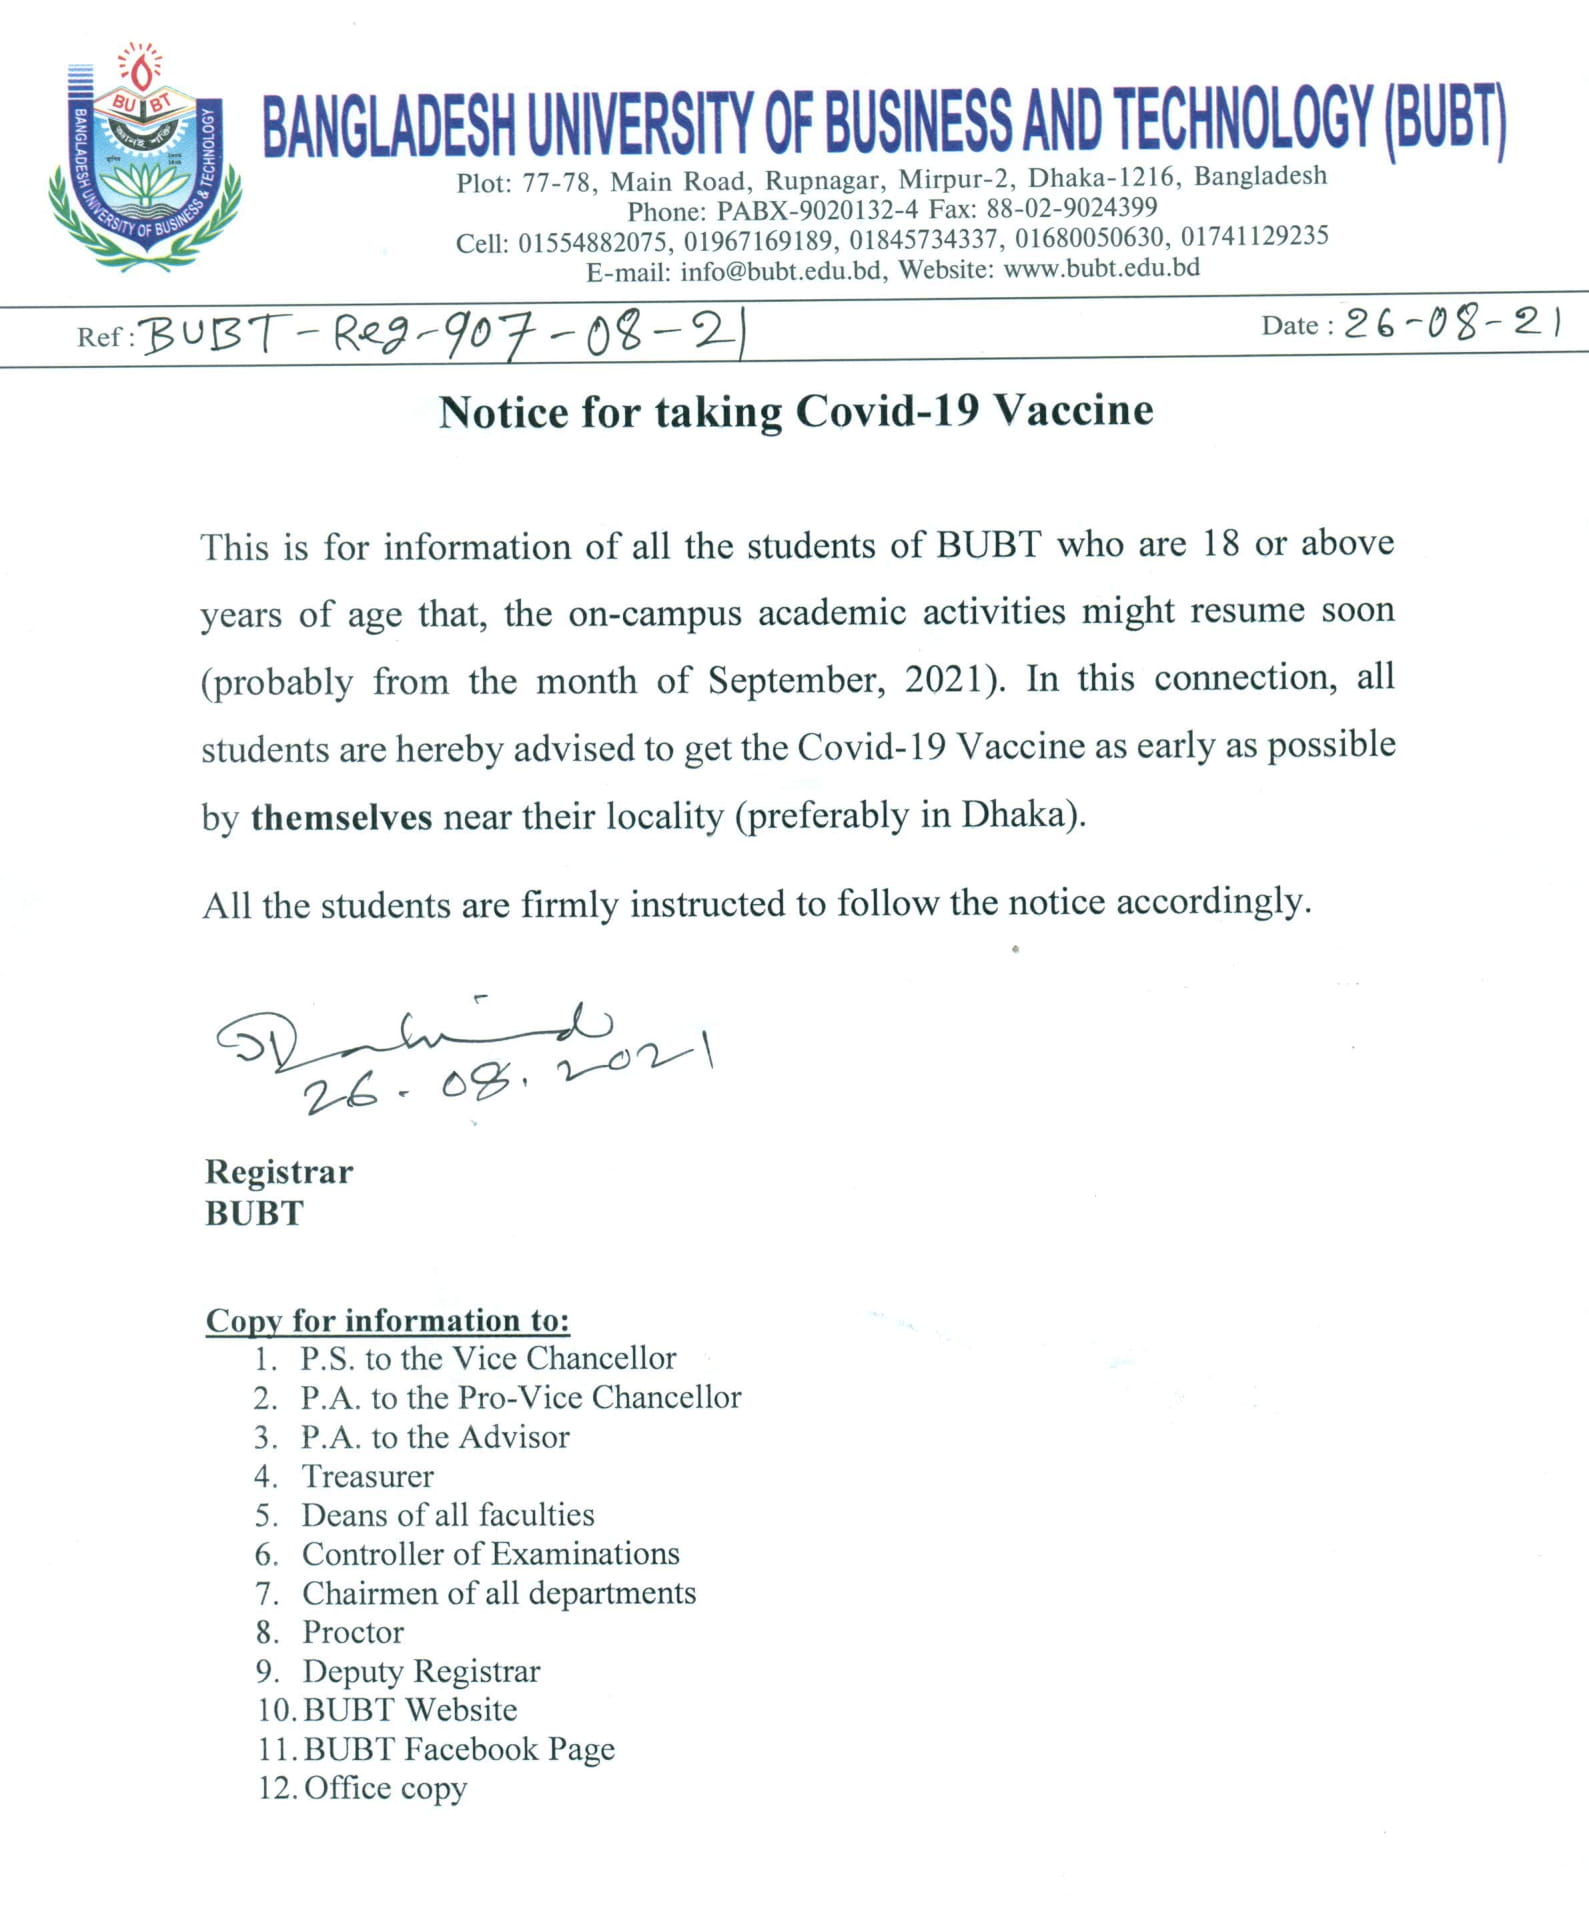 BU BT
BANGLADESH UNIVERSITY OF BUSINESS & TECHNOLOGY
BANGLADESH UNIVERSITY OF BUSINESS AND TECHNOLOGY (BUBT)
Plot: 77-78, Main Road, Rupnagar, Mirpur-2, Dhaka-1216, Bangladesh
Phone: PABX-9020132-4 Fax: 88-02-9024399
Cell: 01554882075, 01967169189, 01845734337, 01680050630, 01741129235
E-mail: info@bubt.edu.bd, Website: www.bubt.edu.bd
Ref : BUBT - Reg-907-08-21
Date : 26-08-21
Notice for taking Covid-19 Vaccine
This is for information of all the students of BUBT who are 18 or above
years of age that, the on-campus academic activities might resume soon
(probably from the month of September, 2021). In this connection, all
students are hereby advised to get the Covid-19 Vaccine as early as possible
by themselves near their locality (preferably in Dhaka).
All the students are firmly instructed to follow the notice accordingly.
26.08.2021
Registrar
BUBT
Copy for information to:
1. P.S. to the Vice Chancellor
2. P.A. to the Pro-Vice Chancellor
3. P.A. to the Advisor
4. Treasurer
5. Deans of all faculties
6. Controller of Examinations
7. Chairmen of all departments
8. Proctor
9. Deputy Registrar
10. BUBT Website
11. BUBT Facebook Page
12. Office copy